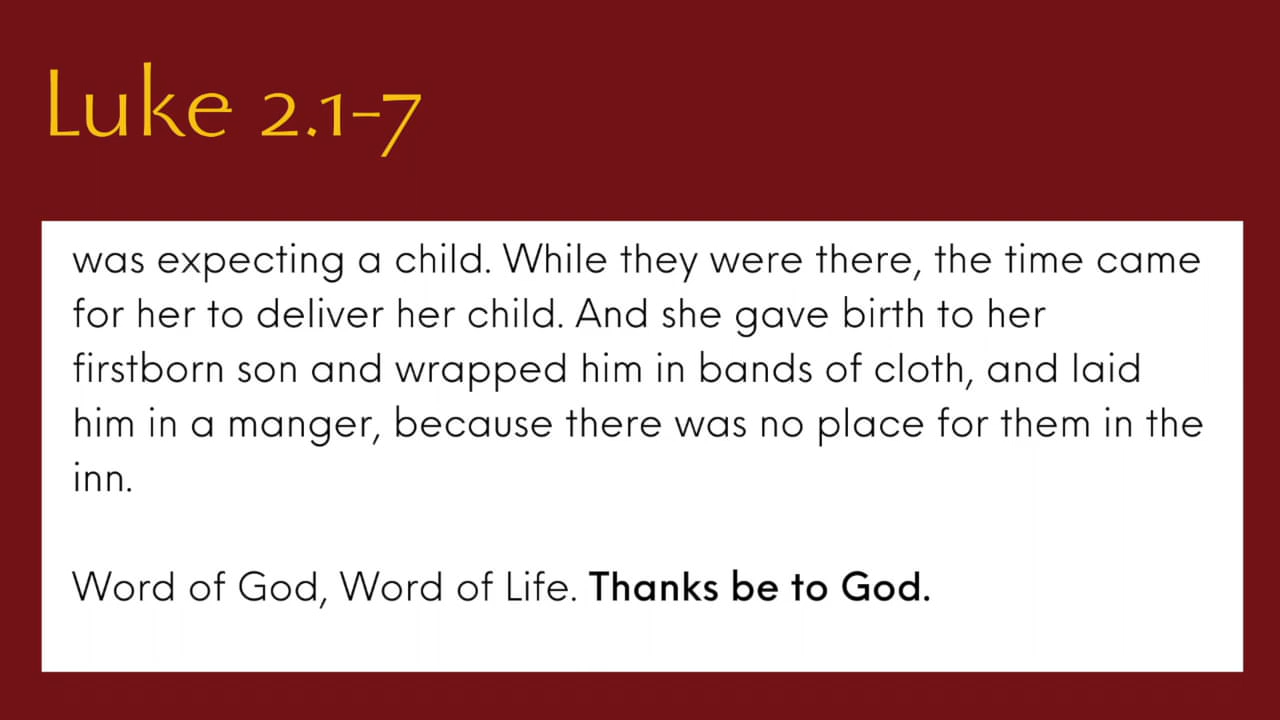 Luke 2.1-7
was expecting a child. While they were there, the time came
for her to deliver her child. And she gave birth to her
firstborn son and wrapped him in bands of cloth, and laid
him in a manger, because there was no place for them in the
inn.
Word of God, Word of Life. Thanks be to God.